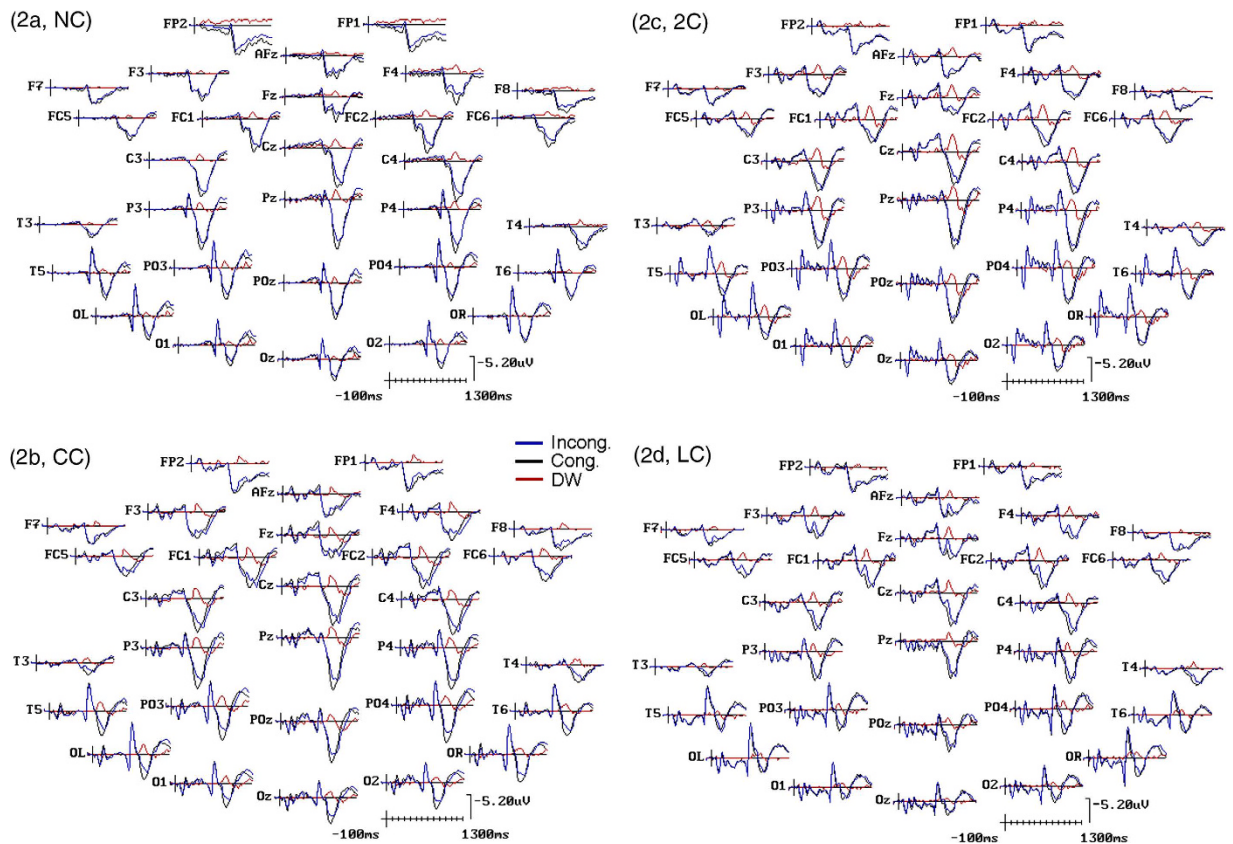 (2a, NC)
FP2 FP1
AFz
F3 F4
F7 Fz F8
FC5 FC1 FC2 FC6
Cz
C3 C4
Pz
P3 P4
T3 T4
T5 PO3 PO4 T6
POz
OL OR
O1 Oz O2
-5.20uV
-100ms 1300ms
(2c, 2C)
FP2 FP1
AFz
F3 F4
F7 Fz F8
FC5 FC1 FC2 FC6
Cz
C3 C4
Pz
P3 P4
T3 T4
T5 PO3 PO4 T6
POz
OL OR
O1 Oz O2
-5.20uV
-100ms 1300ms
(2b, CC)
Incong.
Cong.
DW
FP2 FP1
AFz
F3 F4
F7 Fz F8
FC5 FC1 FC2 FC6
Cz
C3 C4
Pz
P3 P4
T3 T4
T5 PO3 PO4 T6
POz
OL OR
O1 Oz O2
-5.20uV
-100ms 1300ms
(2d, LC)
FP2 FP1
AFz
F3 F4
F7 Fz F8
FC5 FC1 FC2 FC6
Cz
C3 C4
Pz
P3 P4
T3 T4
T5 PO3 PO4 T6
POz
OL OR
O1 Oz O2
-5.20uV
-100ms 1300ms